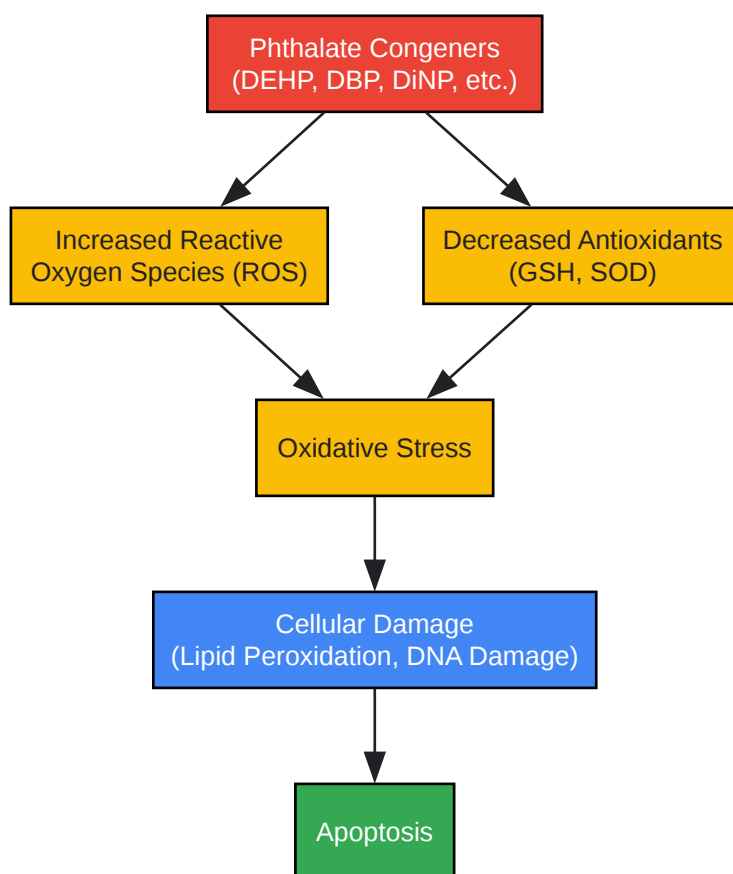 Phthalate Congeners
(DEHP, DBP, DiNP, etc.)
Increased Reactive
Oxygen Species (ROS)
Decreased Antioxidants
(GSH, SOD)
Oxidative Stress
Cellular Damage
(Lipid Peroxidation, DNA Damage)
Apoptosis